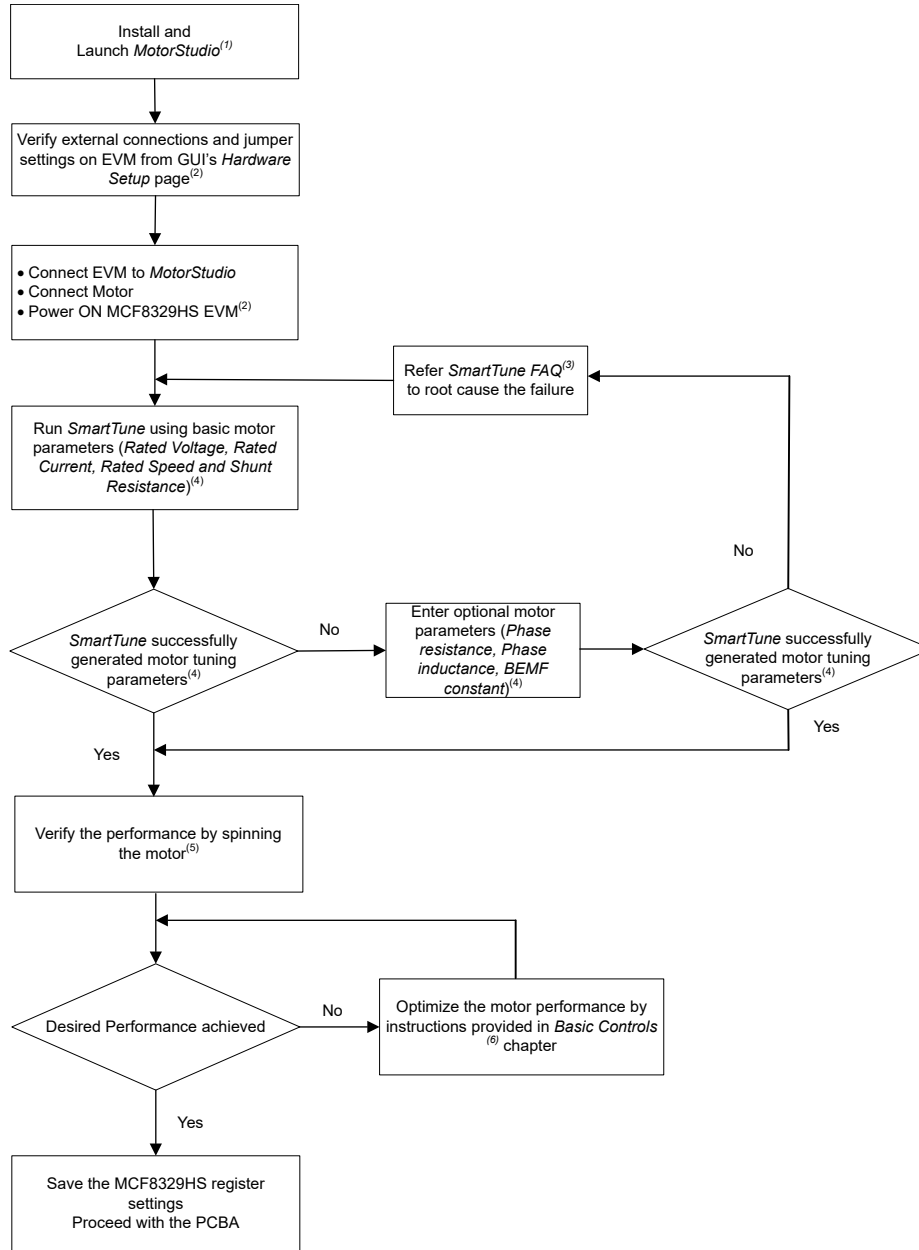 Install and
Launch MotorStudio(1)
Verify external connections and jumper
settings on EVM from GUI's Hardware
Setup page(2)
• Connect EVM to MotorStudio
• Connect Motor
• Power ON MCF8329HS EVM(2)
Refer SmartTune FAQ(3)
to root cause the failure
Run SmartTune using basic motor
parameters (Rated Voltage, Rated
Current, Rated Speed and Shunt
Resistance)(4)
No
SmartTune successfully
generated motor tuning
parameters(4)
No
Enter optional motor
parameters (Phase
resistance, Phase
inductance, BEMF
constant)(4)
SmartTune successfully
generated motor tuning
parameters(4)
Yes
Yes
Verify the performance by spinning
the motor(5)
Desired Performance achieved
No
Optimize the motor performance by
instructions provided in Basic Controls
(6) chapter
Yes
Save the MCF8329HS register
settings
Proceed with the PCBA